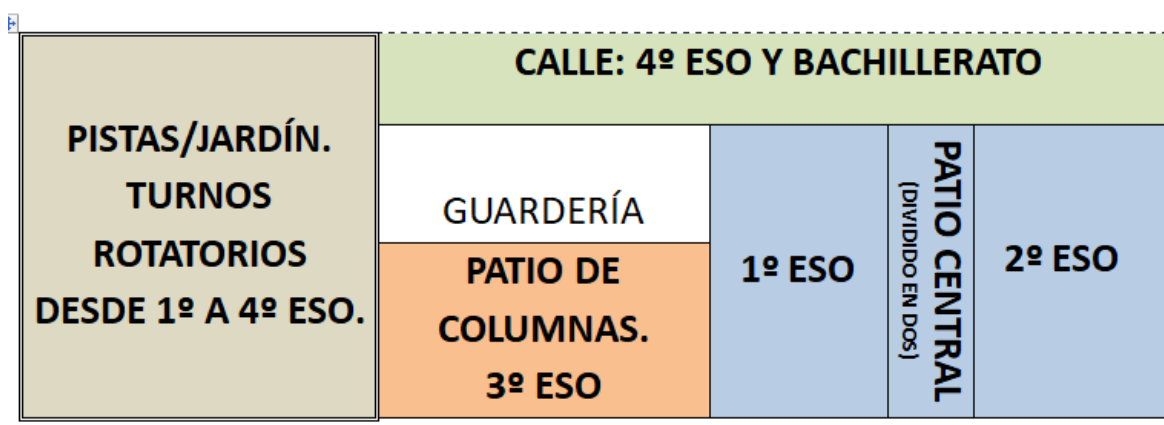 PISTAS/JARDÍN.
TURNOS
ROTATORIOS
DESDE 1º A 4º ESO.
CALLE: 4º ESO Y BACHILLERATO
GUARDERÍA
PATIO DE
COLUMNAS.
3º ESO
1º ESO
PATIO CENTRAL
(DIVIDIDO EN DOS)
2º ESO